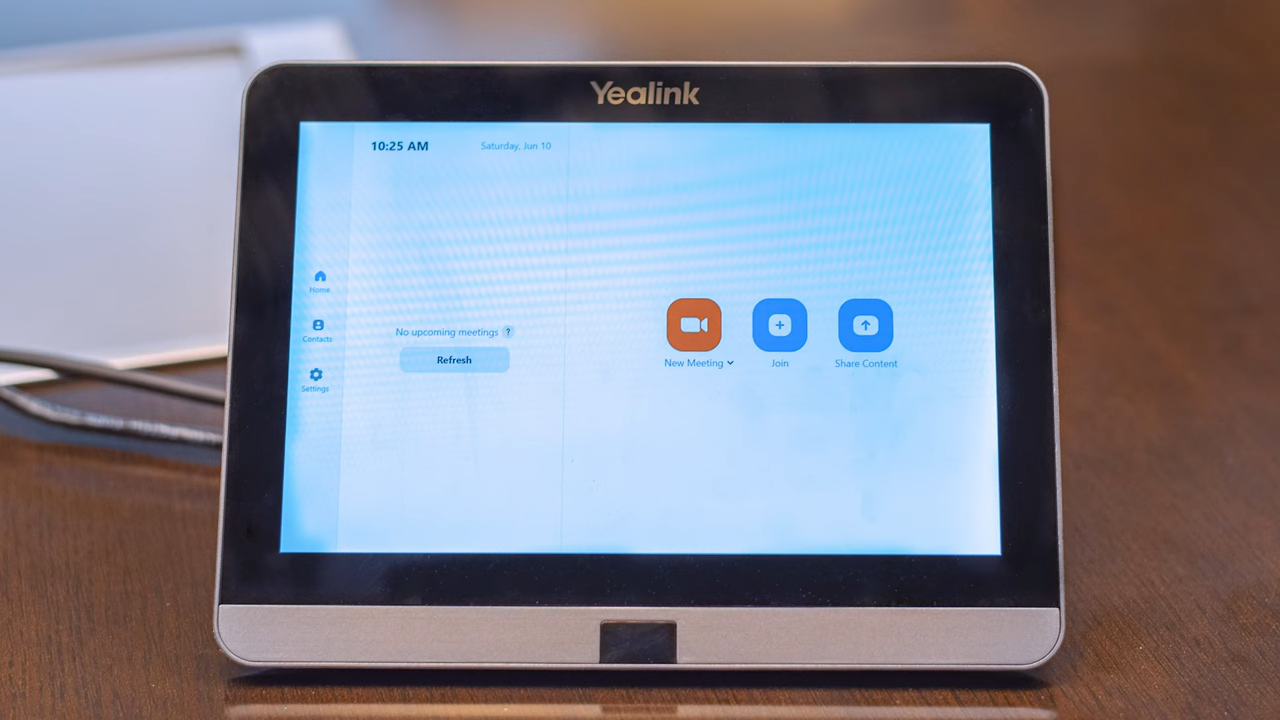 Yealink
10:25 AM
Saturday, Jun 10
Home
Contacts
Settings
No upcoming meetings ?
Refresh
New Meeting
Join
Share Content